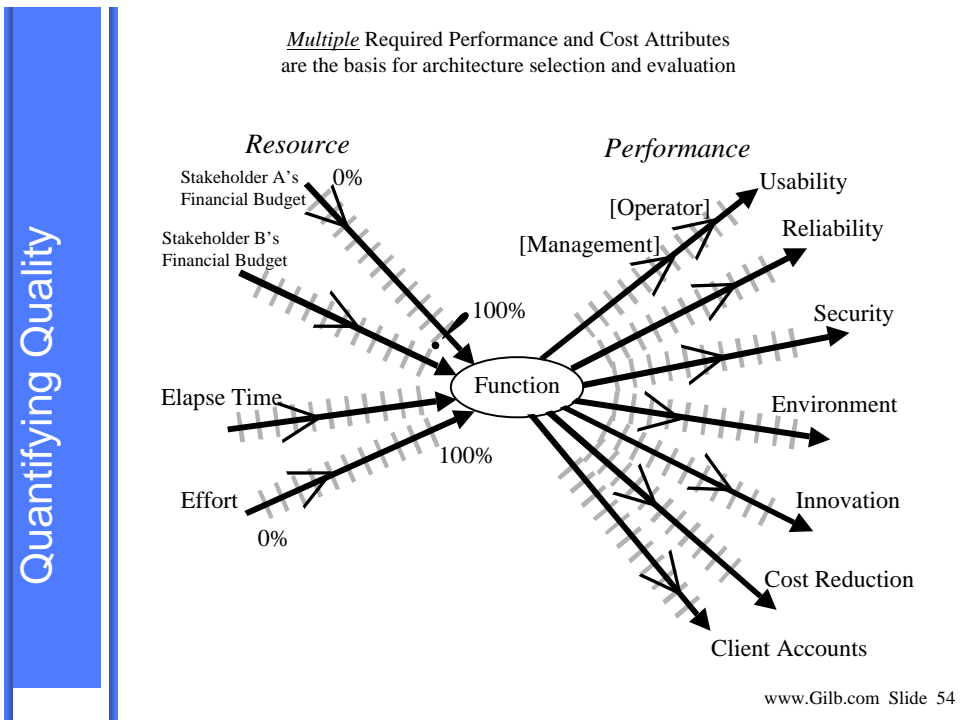 Quantifying Quality
Multiple Required Performance and Cost Attributes
are the basis for architecture selection and evaluation
Resource
Performance
Stakeholder A's
Financial Budget
0%
Stakeholder B's
Financial Budget
100%
Elapse Time
Effort
0%
100%
Function
[Operator]
[Management]
Usability
Reliability
Security
Environment
Innovation
Cost Reduction
Client Accounts
www.Gilb.com Slide 54